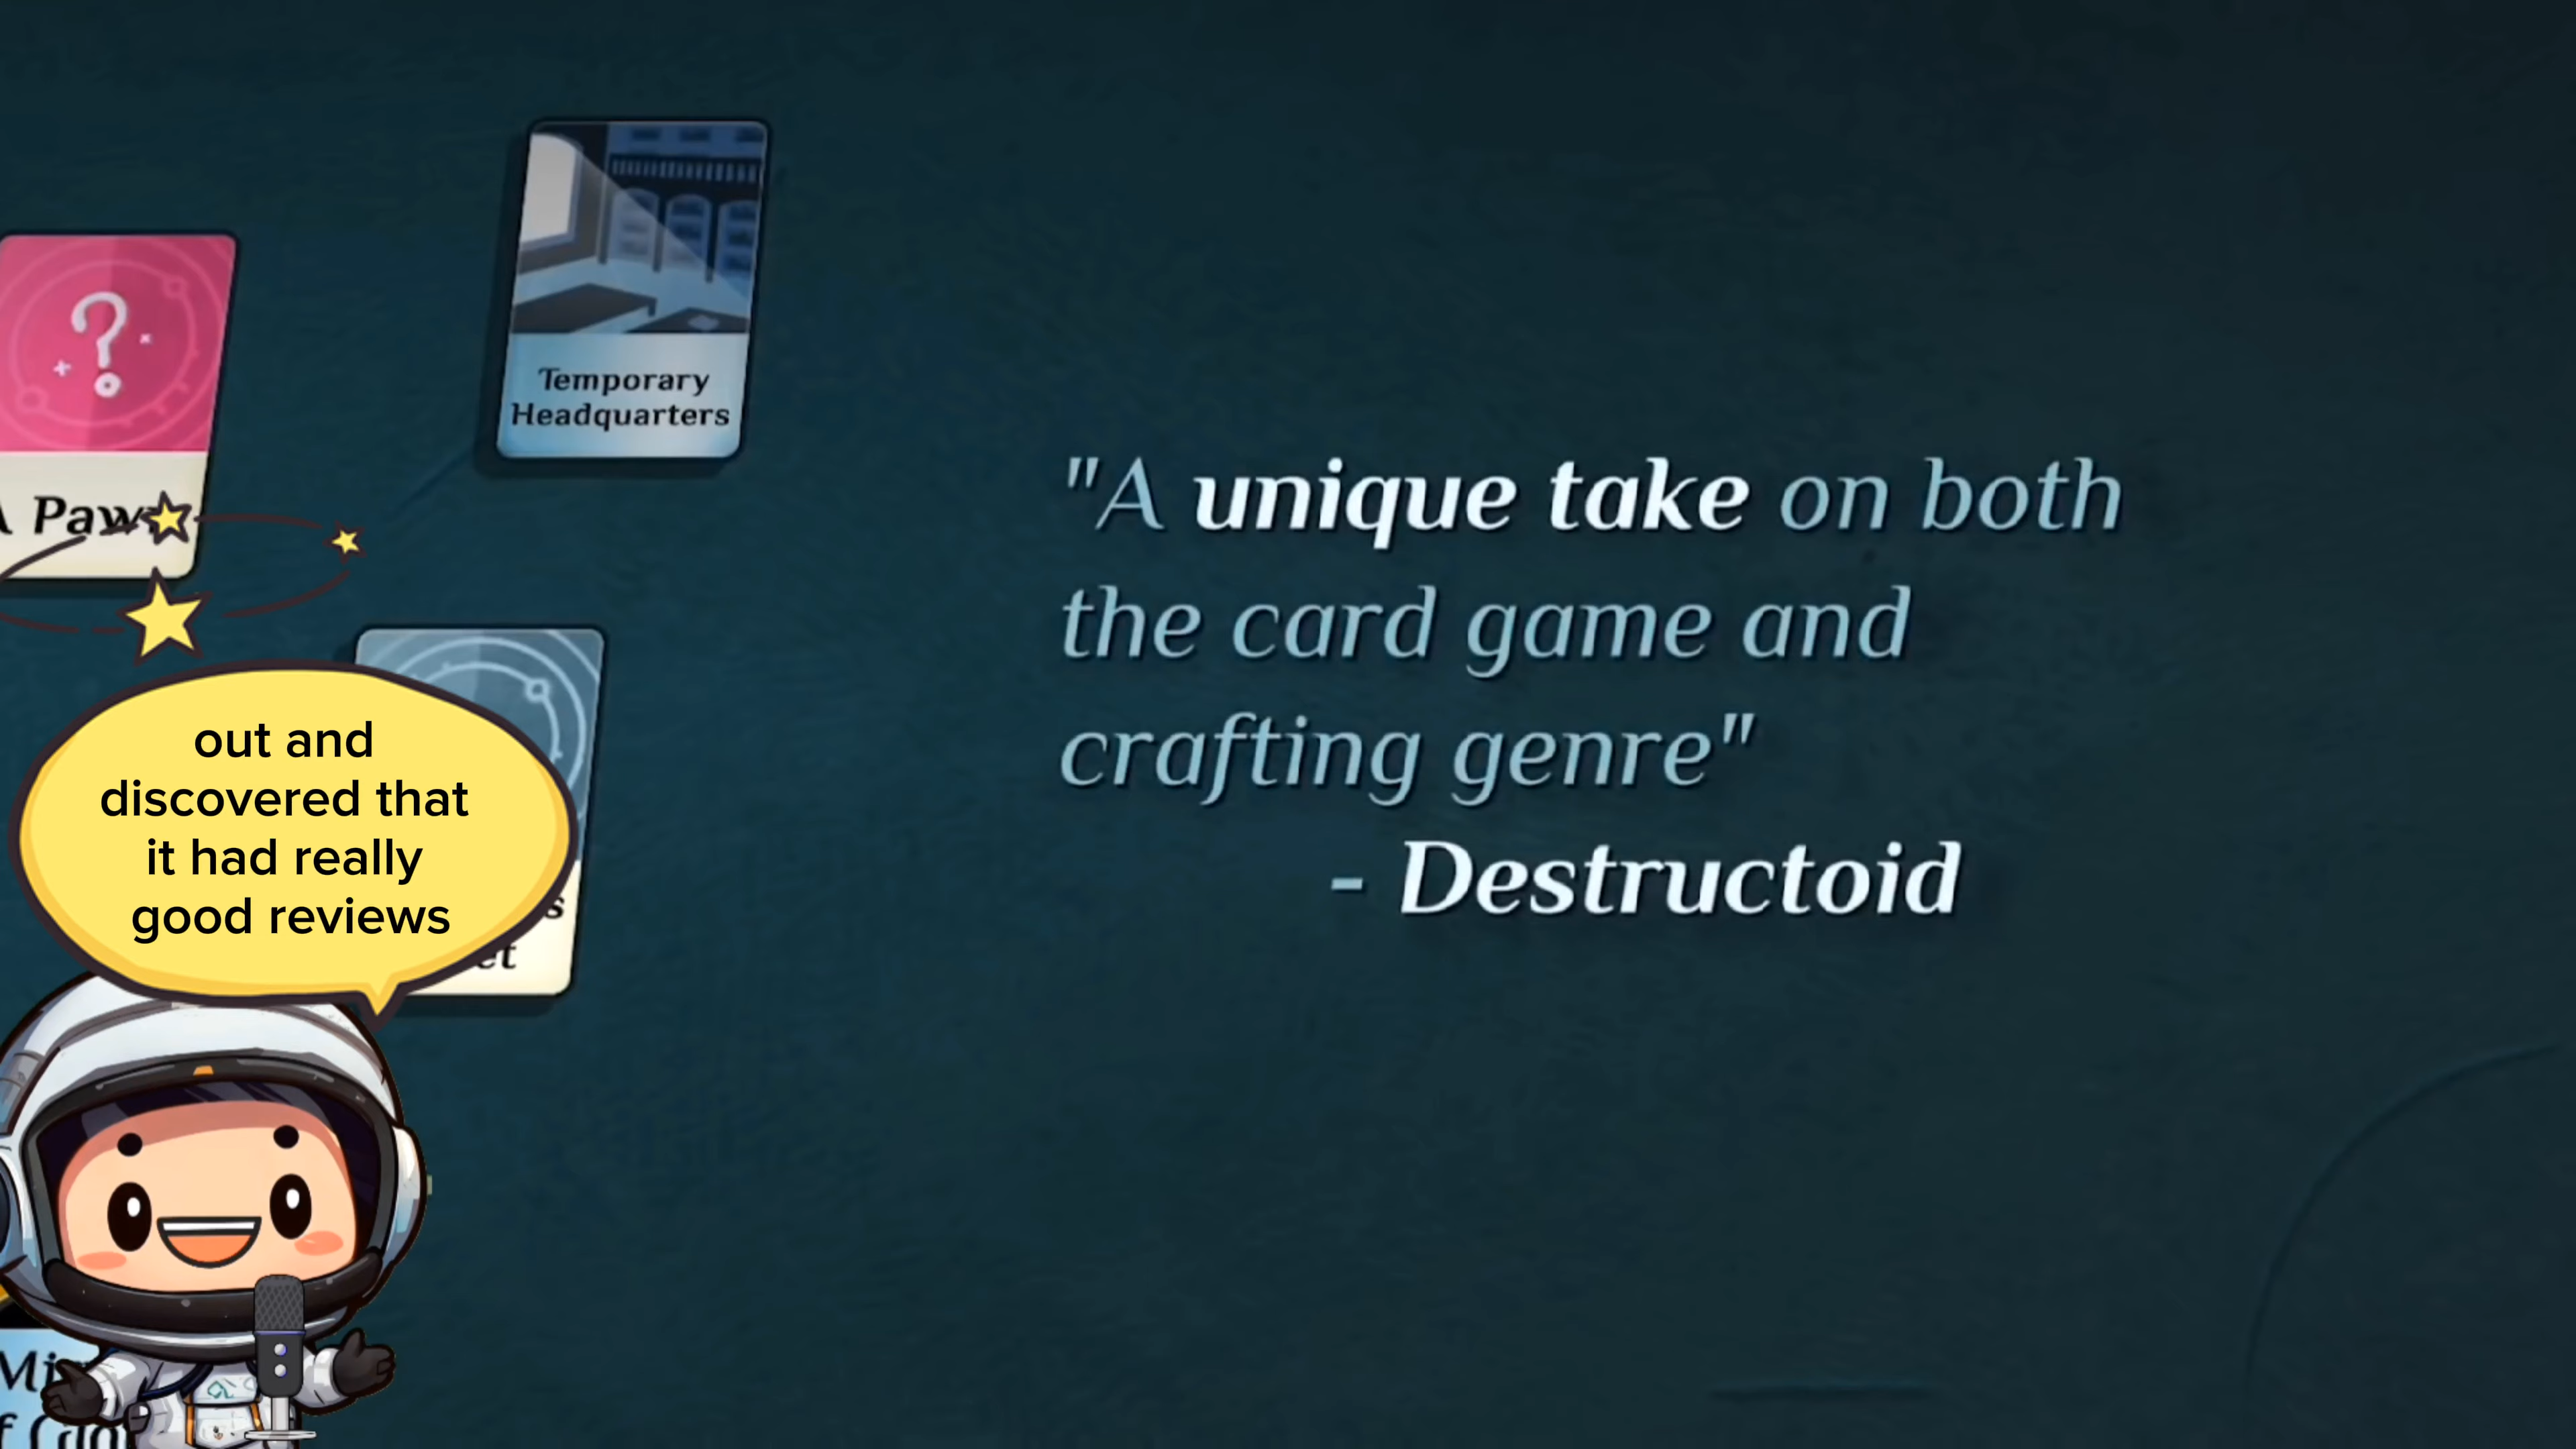 Temporary
Headquarters
"A unique take on both
the card game and
crafting genre"
- Destructoid
out and
discovered that
it had really
good reviews